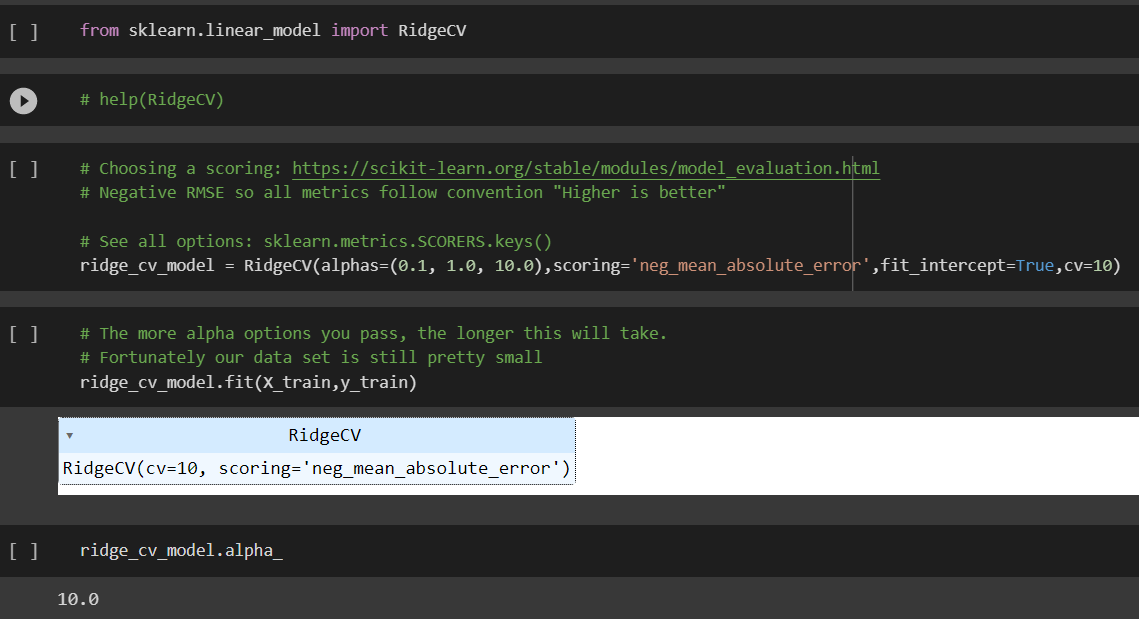 [ ] from sklearn.linear_model import RidgeCV
# help(RidgeCV)
[ ] # Choosing a scoring: https://scikit-learn.org/stable/modules/model_evaluation.html
# Negative RMSE so all metrics follow convention "Higher is better"
# See all options: sklearn.metrics.SCORERS.keys()
ridge_cv_model = RidgeCV(alphas=(0.1, 1.0, 10.0),scoring='neg_mean_absolute_error',fit_intercept=True,cv=10)
[ ] # The more alpha options you pass, the longer this will take.
# Fortunately our data set is still pretty small
ridge_cv_model.fit(X_train,y_train)
▾ RidgeCV
RidgeCV(cv=10, scoring='neg_mean_absolute_error')
[ ] ridge_cv_model.alpha_
10.0